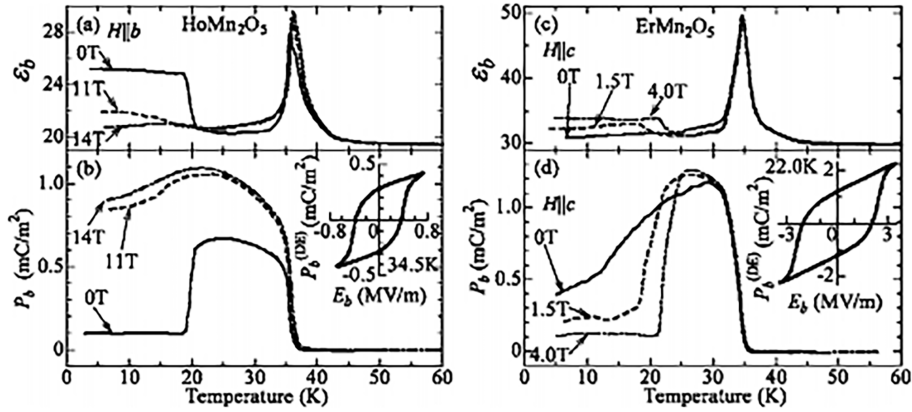 (a) H||b HoMn₂O₅
0T
11T
14T
εb
28
24
20
(b)
Pb (mC/m²)
1.0
0.5
0
14T
11T
0T
Pb(DE) (mC/m²)
0.5
-0.8 0 0.8
-0.5 34.5K
Eb (MV/m)
0 10 20 30 40 50 60
Temperature (K)
(c) ErMn₂O₅
H||c
0T 1.5T 4.0T
εb
50
40
30
(d)
H||c
Pb (mC/m²)
1.0
0.5
0
0T
1.5T
4.0T
22.0K
Pb(DE) (mC/m²)
2
-3 0 3
-2
Eb (MV/m)
0 10 20 30 40 50 60
Temperature (K)